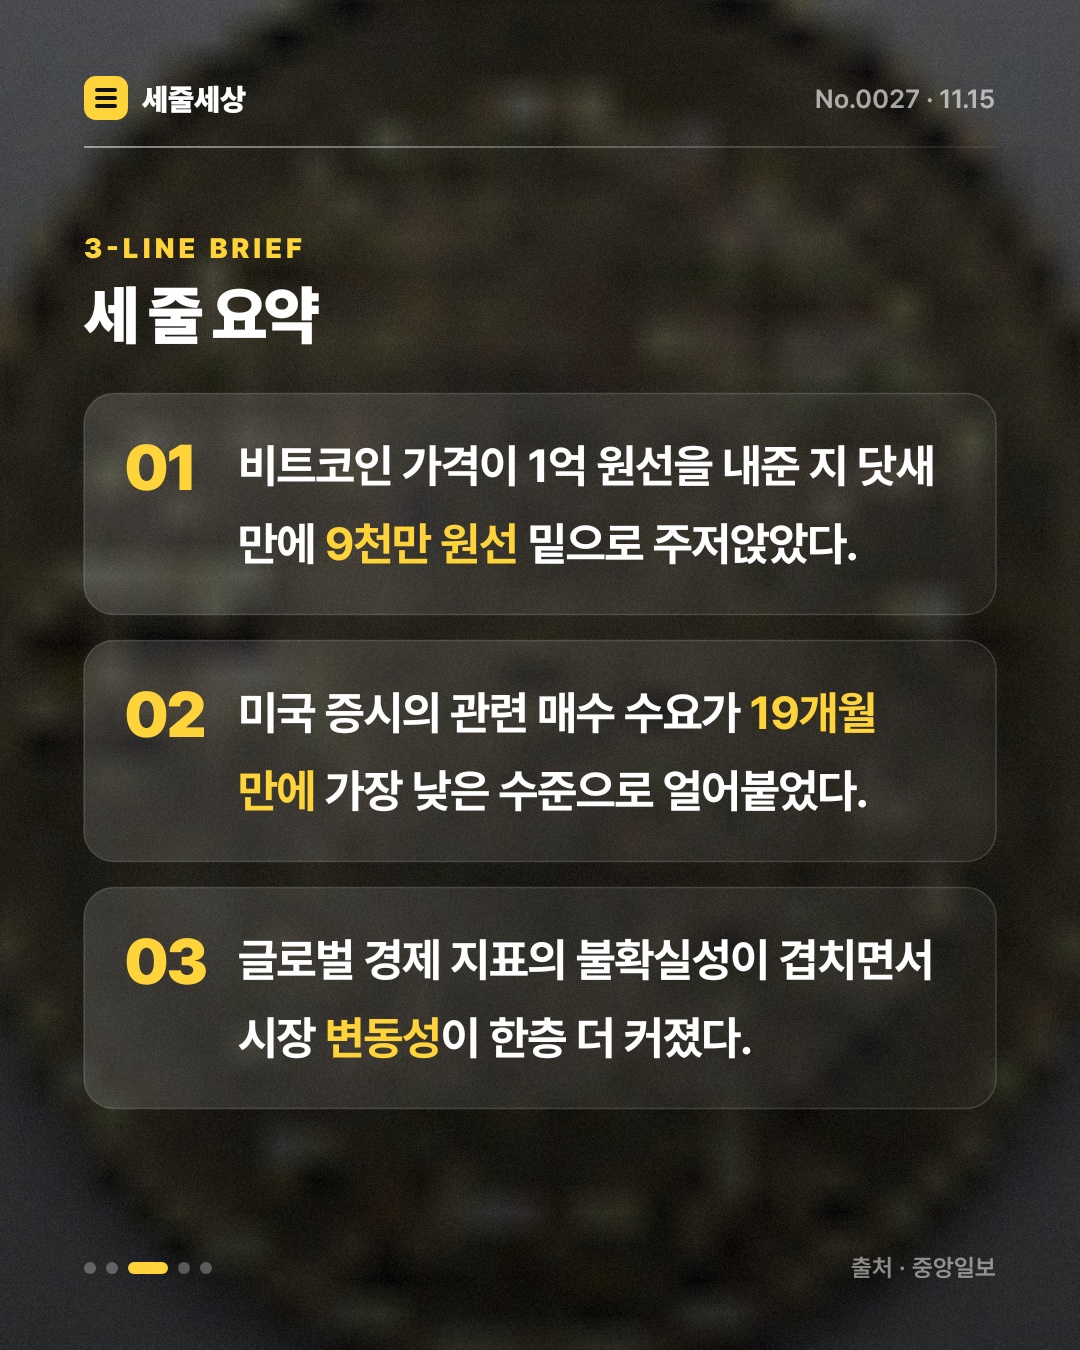 세줄세상
No.0027 · 11.15
3-LINE BRIEF
세 줄 요약
01
비트코인 가격이 1억 원선을 내준 지 닷새
만에 9천만 원선 밑으로 주저앉았다.
02
미국 증시의 관련 매수 수요가 19개월
만에 가장 낮은 수준으로 얼어붙었다.
03
글로벌 경제 지표의 불확실성이 겹치면서
시장 변동성이 한층 더 커졌다.
출처 · 중앙일보